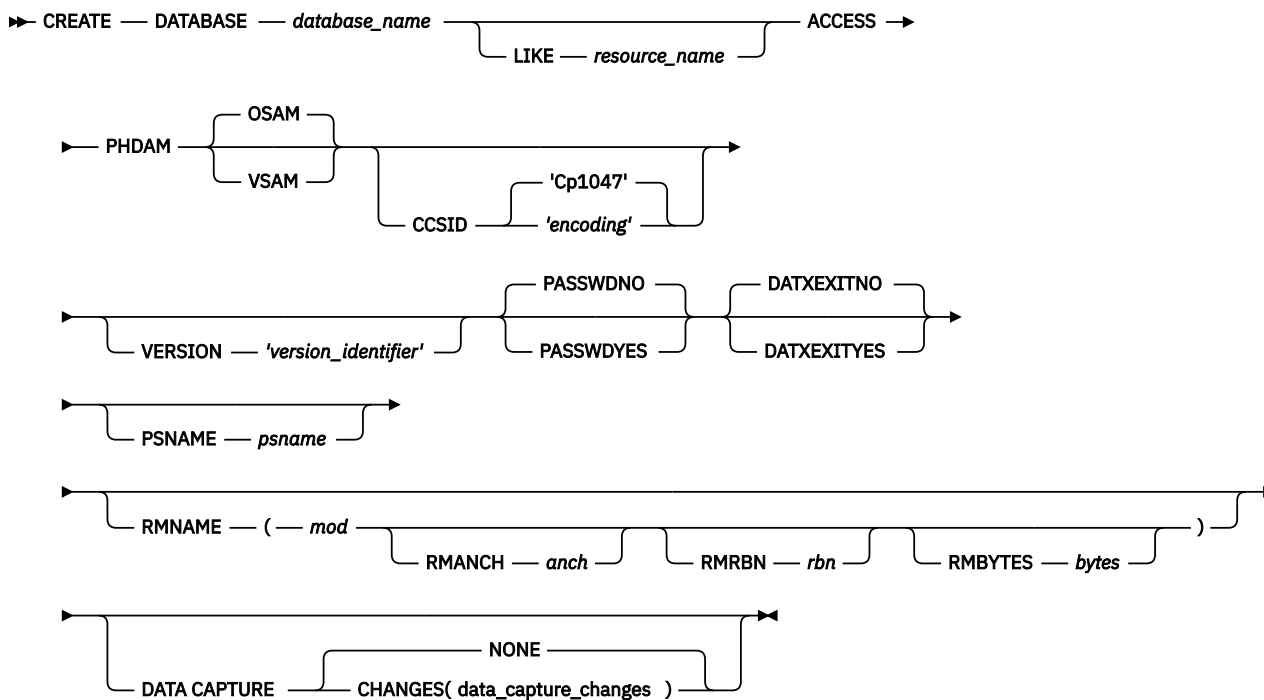 CREATE DATABASE database_name ACCESS
LIKE resource_name
OSAM
PHDAM
VSAM
'Cp1047'
CCSID 'encoding'
PASSWDNO DATXEXITNO
VERSION 'version_identifier' PASSWDYES DATXEXITYES
PSNAME psname
RMNAME ( mod )
RMANCH anch RMRBN rbn RMBYTES bytes
NONE
DATA CAPTURE CHANGES( data_capture_changes )